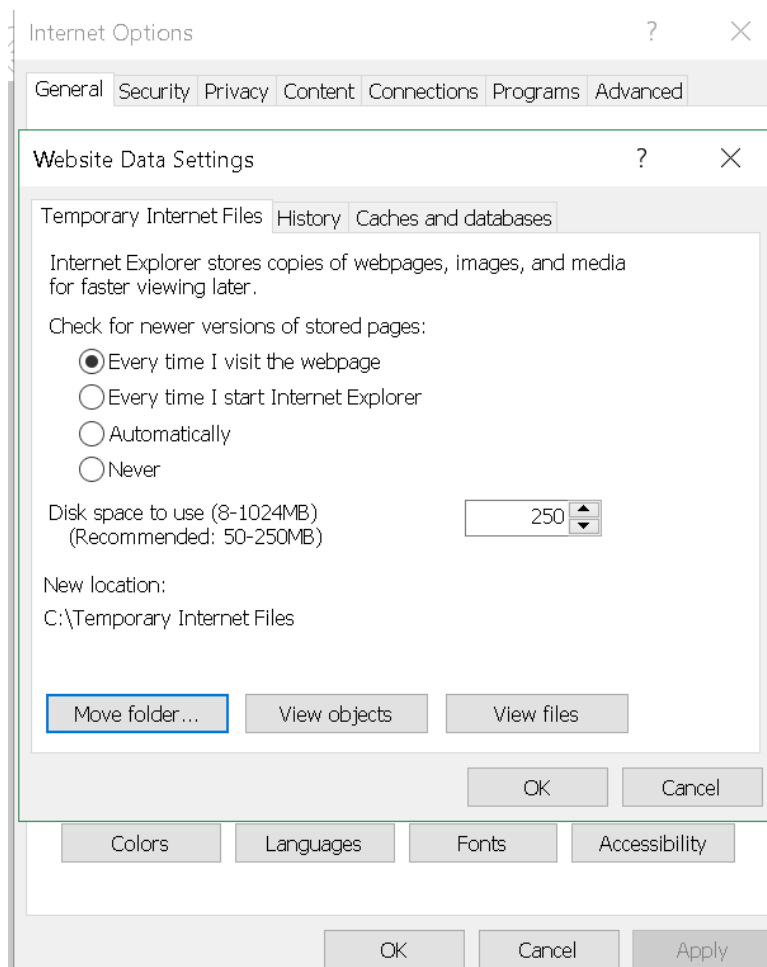 Internet Options ?
General Security Privacy Content Connections Programs Advanced
Website Data Settings ?
Temporary Internet Files History Caches and databases
Internet Explorer stores copies of webpages, images, and media
for faster viewing later.
Check for newer versions of stored pages:
Every time I visit the webpage
Every time I start Internet Explorer
Automatically
Never
Disk space to use (8-1024MB) 250
(Recommended: 50-250MB)
New location:
C:\Temporary Internet Files
Move folder... View objects View files
OK Cancel
Colors Languages Fonts Accessibility
OK Cancel Apply